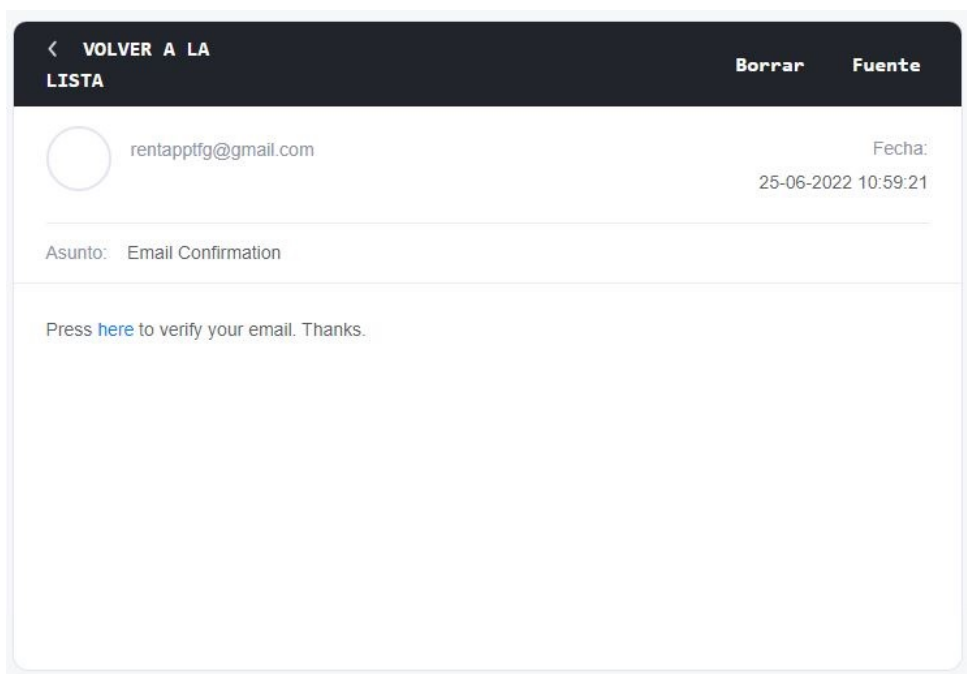 VOLVER A LA
LISTA
Borrar Fuente
rentapptfg@gmail.com
Fecha:
25-06-2022 10:59:21
Asunto: Email Confirmation
Press here to verify your email. Thanks.